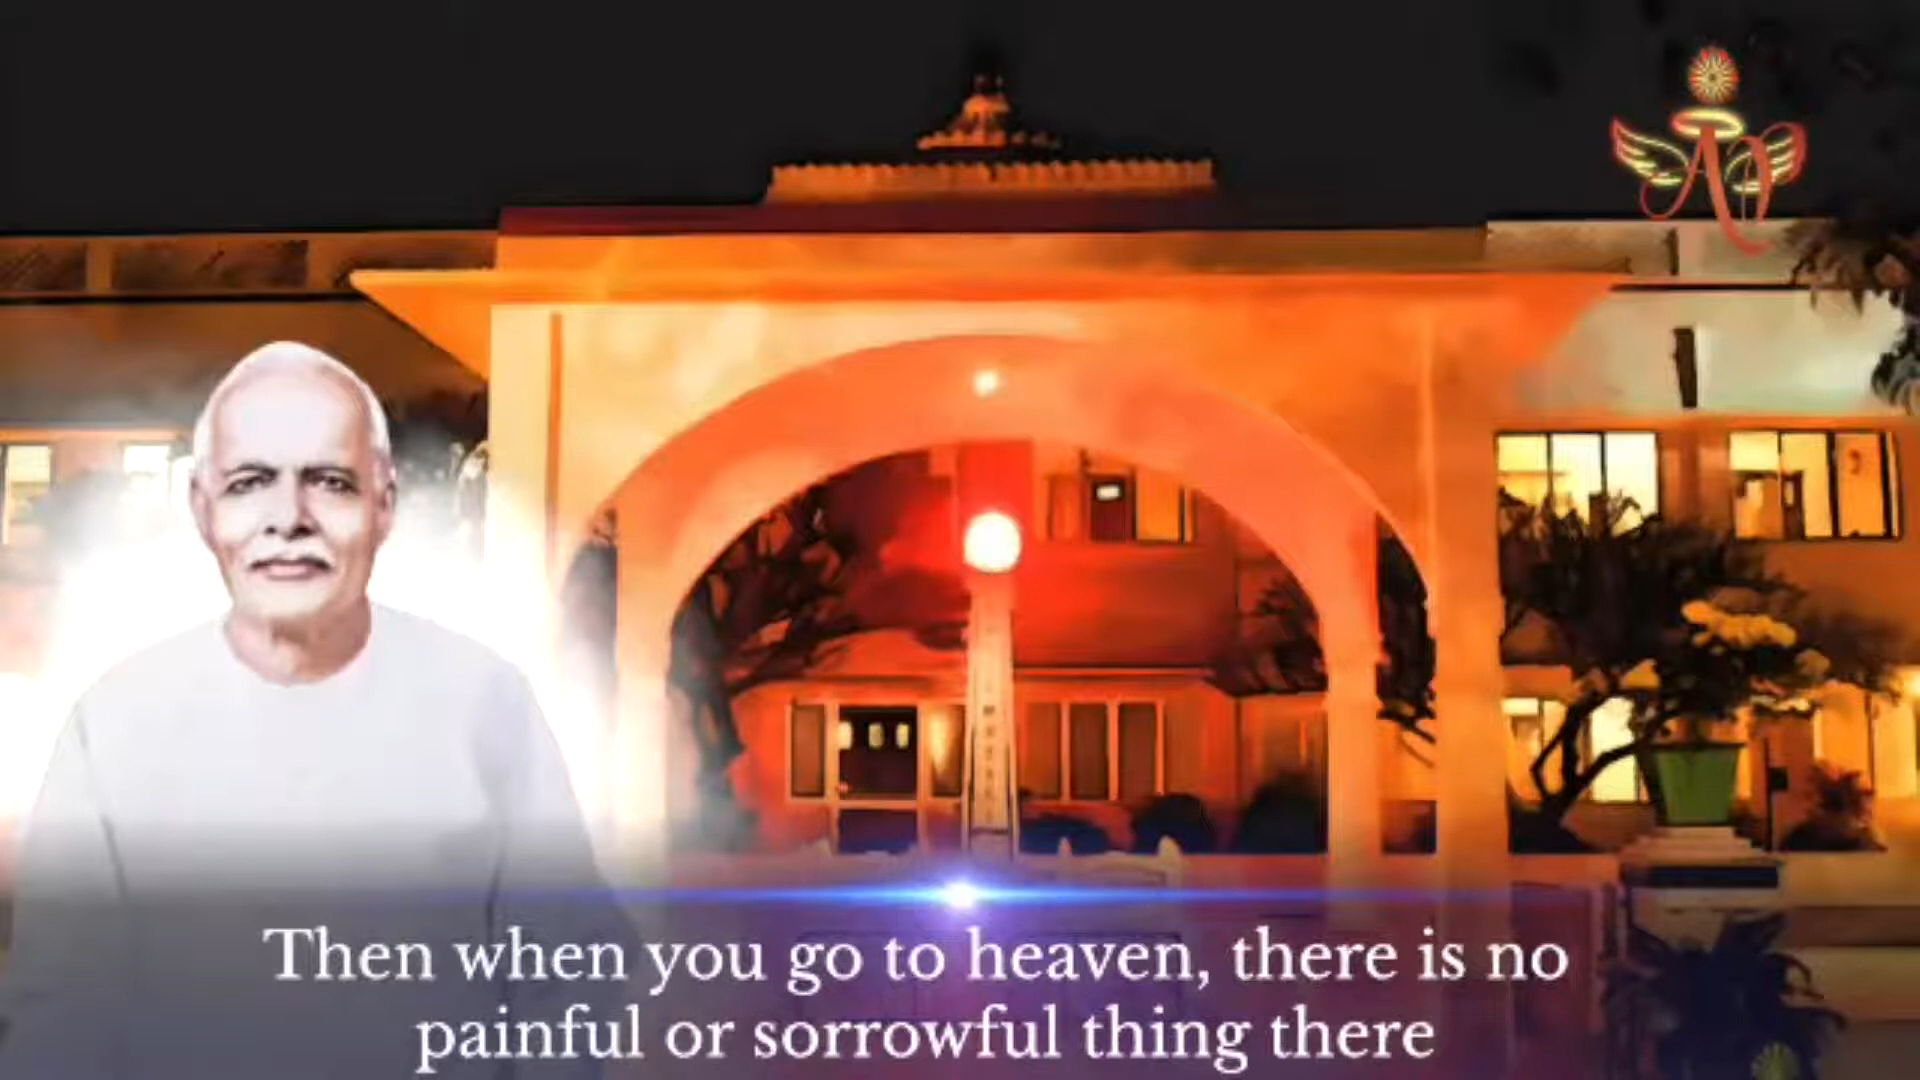 Then when you go to heaven, there is no
painful or sorrowful thing there